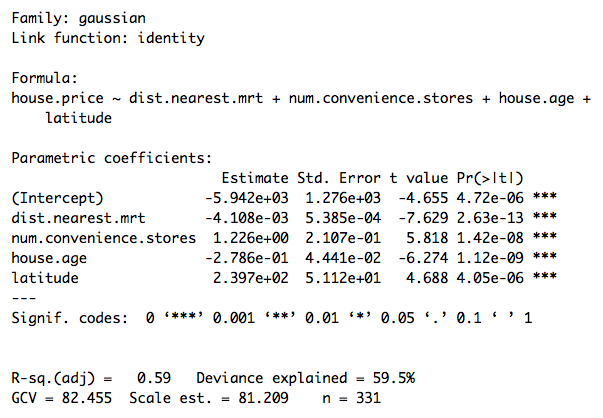 Family: gaussian
Link function: identity
Formula:
house.price ~ dist.nearest.mrt + num.convenience.stores + house.age +
latitude
Parametric coefficients:
Estimate Std. Error t value Pr(>|t|)
(Intercept) -5.942e+03 1.276e+03 -4.655 4.72e-06 ***
dist.nearest.mrt -4.108e-03 5.385e-04 -7.629 2.63e-13 ***
num.convenience.stores 1.226e+00 2.107e-01 5.818 1.42e-08 ***
house.age -2.786e-01 4.441e-02 -6.274 1.12e-09 ***
latitude 2.397e+02 5.112e+01 4.688 4.05e-06 ***
---
Signif. codes: 0 ‘***’ 0.001 ‘**’ 0.01 ‘*’ 0.05 ‘.’ 0.1 ‘ ’ 1
R-sq.(adj) = 0.59 Deviance explained = 59.5%
GCV = 82.455 Scale est. = 81.209 n = 331